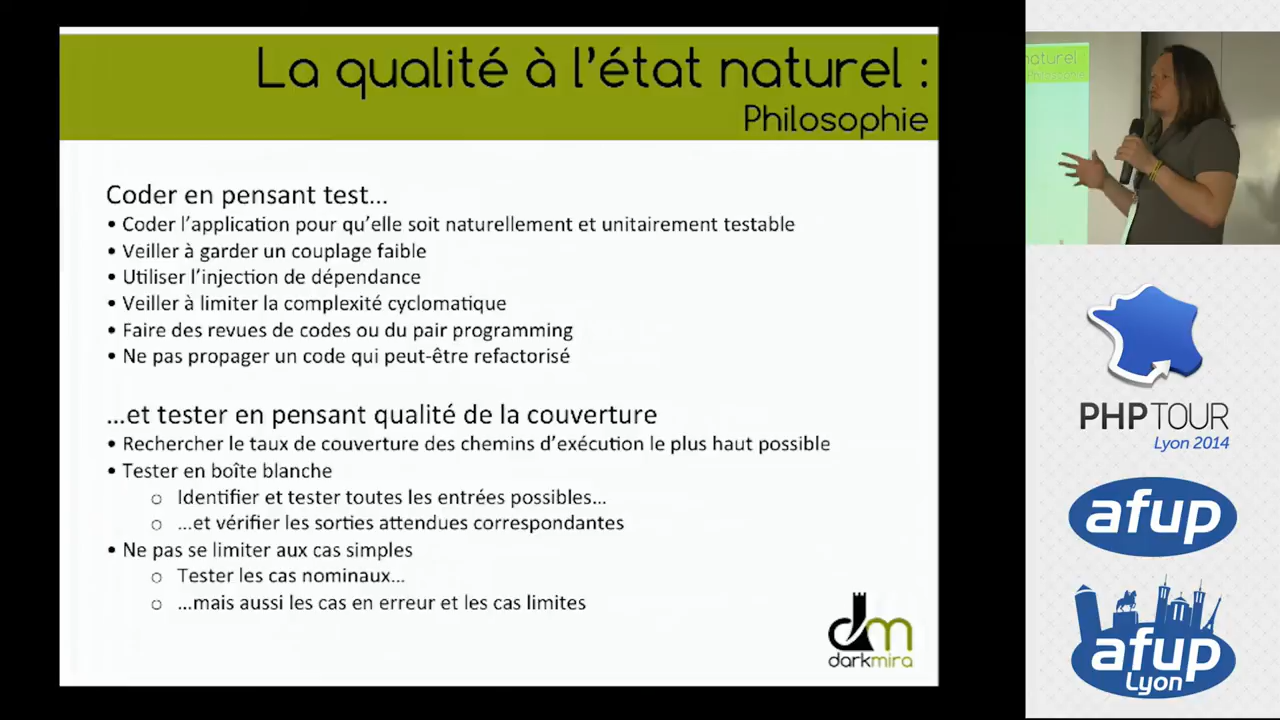 La qualité à l'état naturel :
Philosophie
Coder en pensant test...
• Coder l'application pour qu'elle soit naturellement et unitairement testable
• Veiller à garder un couplage faible
• Utiliser l'injection de dépendance
• Veiller à limiter la complexité cyclomatique
• Faire des revues de codes ou du pair programming
• Ne pas propager un code qui peut-être refactorisé
...et tester en pensant qualité de la couverture
• Rechercher le taux de couverture des chemins d'exécution le plus haut possible
• Tester en boîte blanche
o Identifier et tester toutes les entrées possibles...
o ...et vérifier les sorties attendues correspondantes
• Ne pas se limiter aux cas simples
o Tester les cas nominaux...
o ...mais aussi les cas en erreur et les cas limites
dm
darkmira
naturel
Philosophie
PHP TOUR
Lyon 2014
afup
afup
Lyon